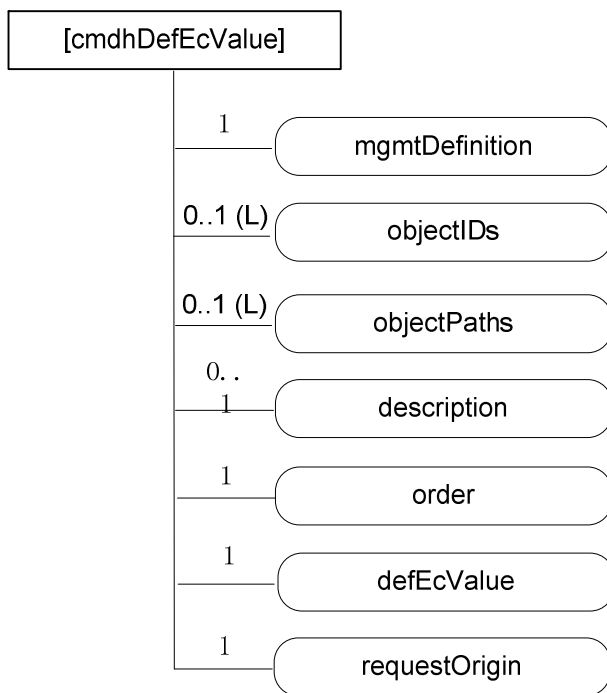 [cmdhDefEcValue]
1
mgmtDefinition
0..1 (L)
objectIDs
0..1 (L)
objectPaths
0..
1
description
1
order
1
defEcValue
1
requestOrigin